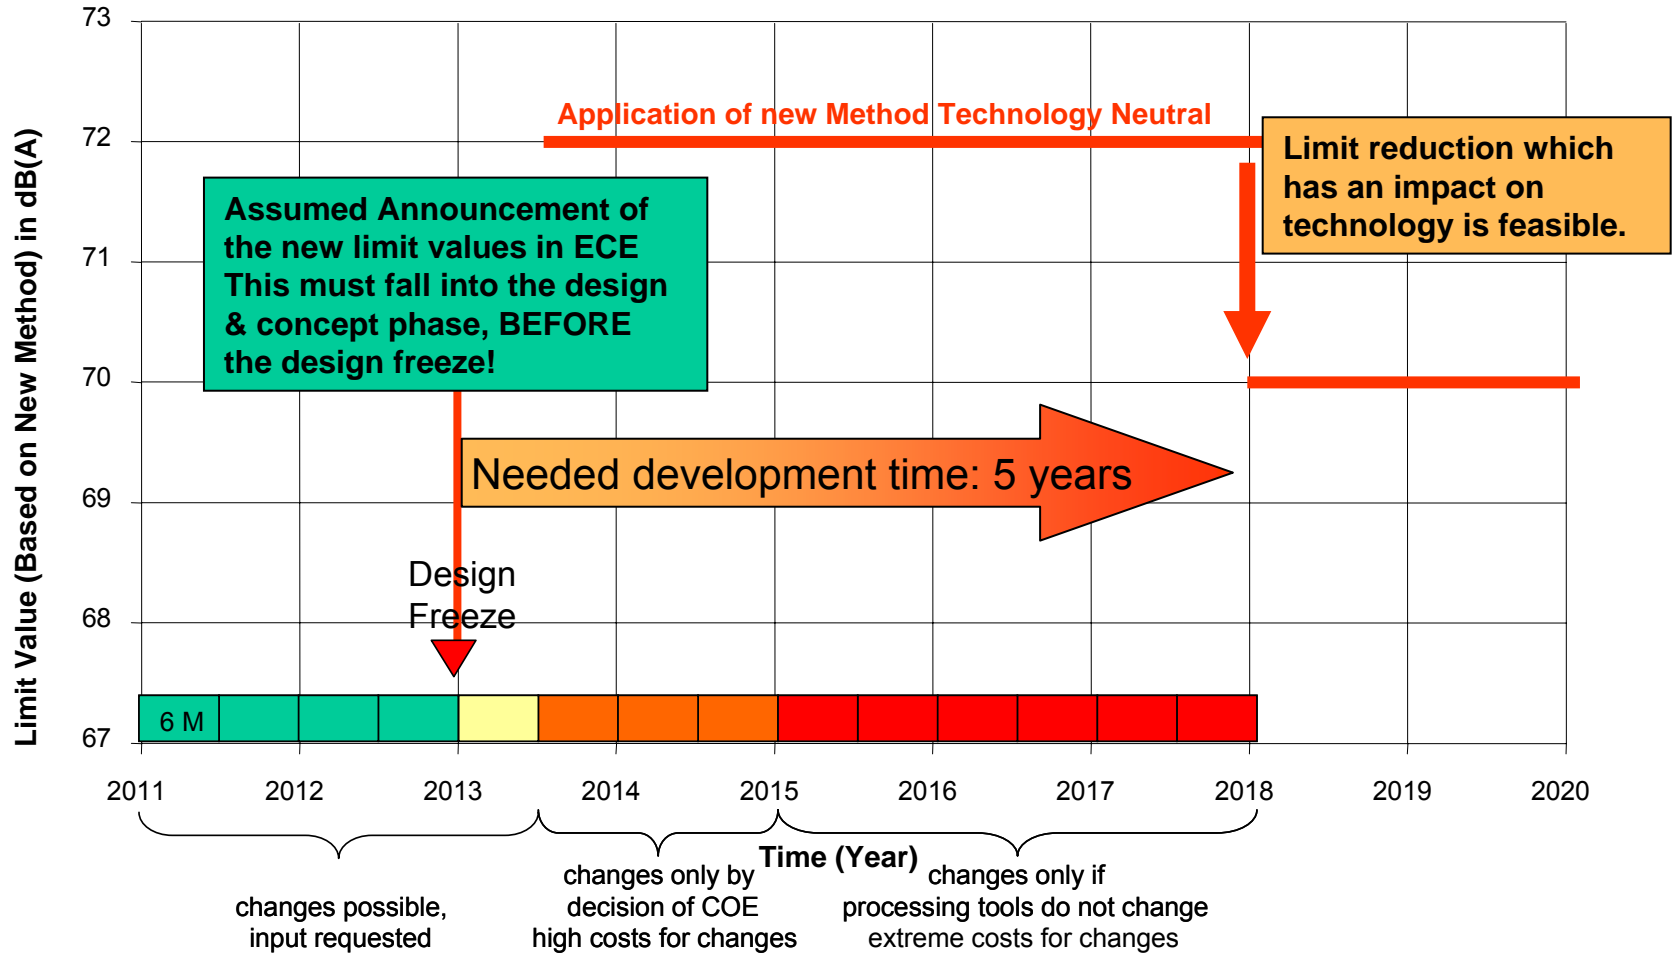 73
Application of new Method Technology Neutral
72
Limit reduction which
has an impact on
technology is feasible.
Assumed Announcement of
the new limit values in ECE
This must fall into the design
& concept phase, BEFORE
the design freeze!
71
70
Needed development time: 5 years
69
Design
Freeze
68
6 M
67
Limit Value (Based on New Method) in dB(A)
2011 2012 2013 2014 2015 2016 2017 2018 2019 2020
Time (Year)
changes possible,
input requested
changes only by
decision of COE
high costs for changes
changes only if
processing tools do not change
extreme costs for changes